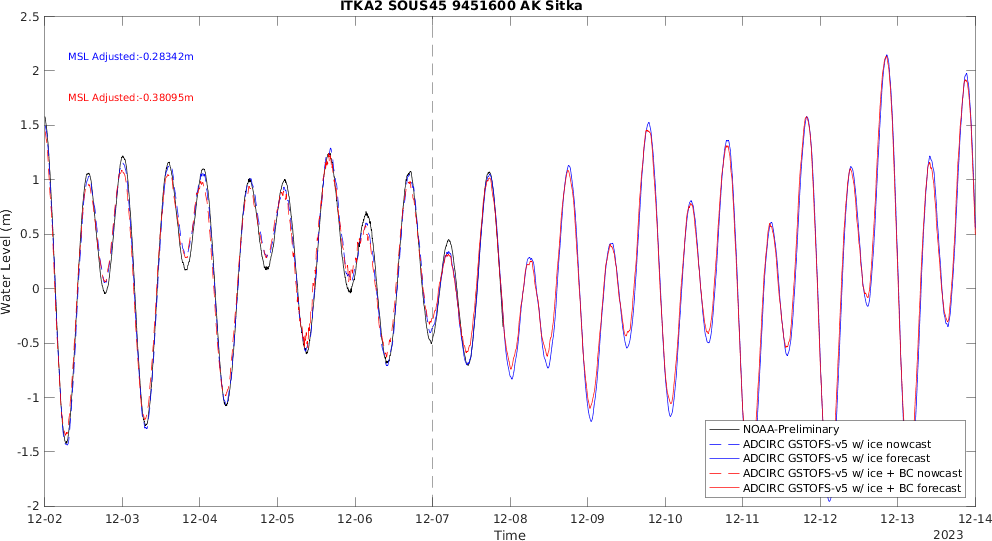 ITKA2 SOUS45 9451600 AK Sitka
MSL Adjusted:-0.28342m
MSL Adjusted:-0.38095m
Water Level (m)
2.5
2
1.5
1
0.5
0
-0.5
-1
-1.5
-2
NOAA-Preliminary
ADCIRC GSTOFS-v5 w/ ice nowcast
ADCIRC GSTOFS-v5 w/ ice forecast
ADCIRC GSTOFS-v5 w/ ice + BC nowcast
ADCIRC GSTOFS-v5 w/ ice + BC forecast
12-02 12-03 12-04 12-05 12-06 12-07 12-08 12-09 12-10 12-11 12-12 12-13 12-14
Time
2023